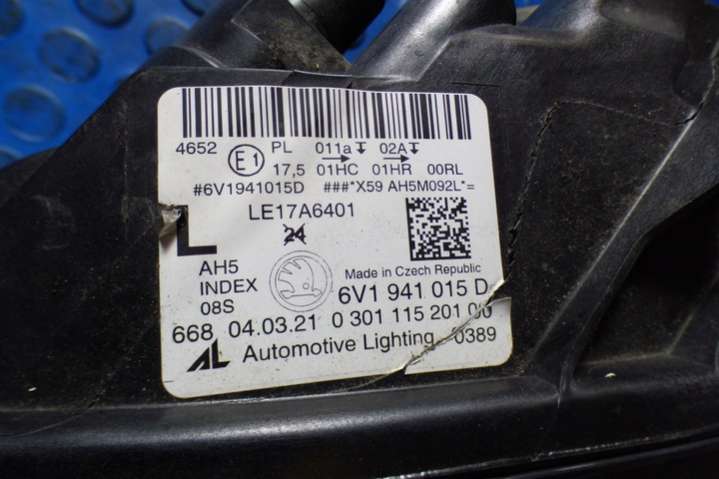 4652 E1 PL 011a 02A
17,5 01HC 01HR 00RL
#6V1941015D ###*X59 AH5M092L*=
LE17A6401
L 24
AH5 Made in Czech Republic
INDEX 6V1 941 015 D
08S
668 04.03.21 0 301 115 201 00
AL Automotive Lighting 0389